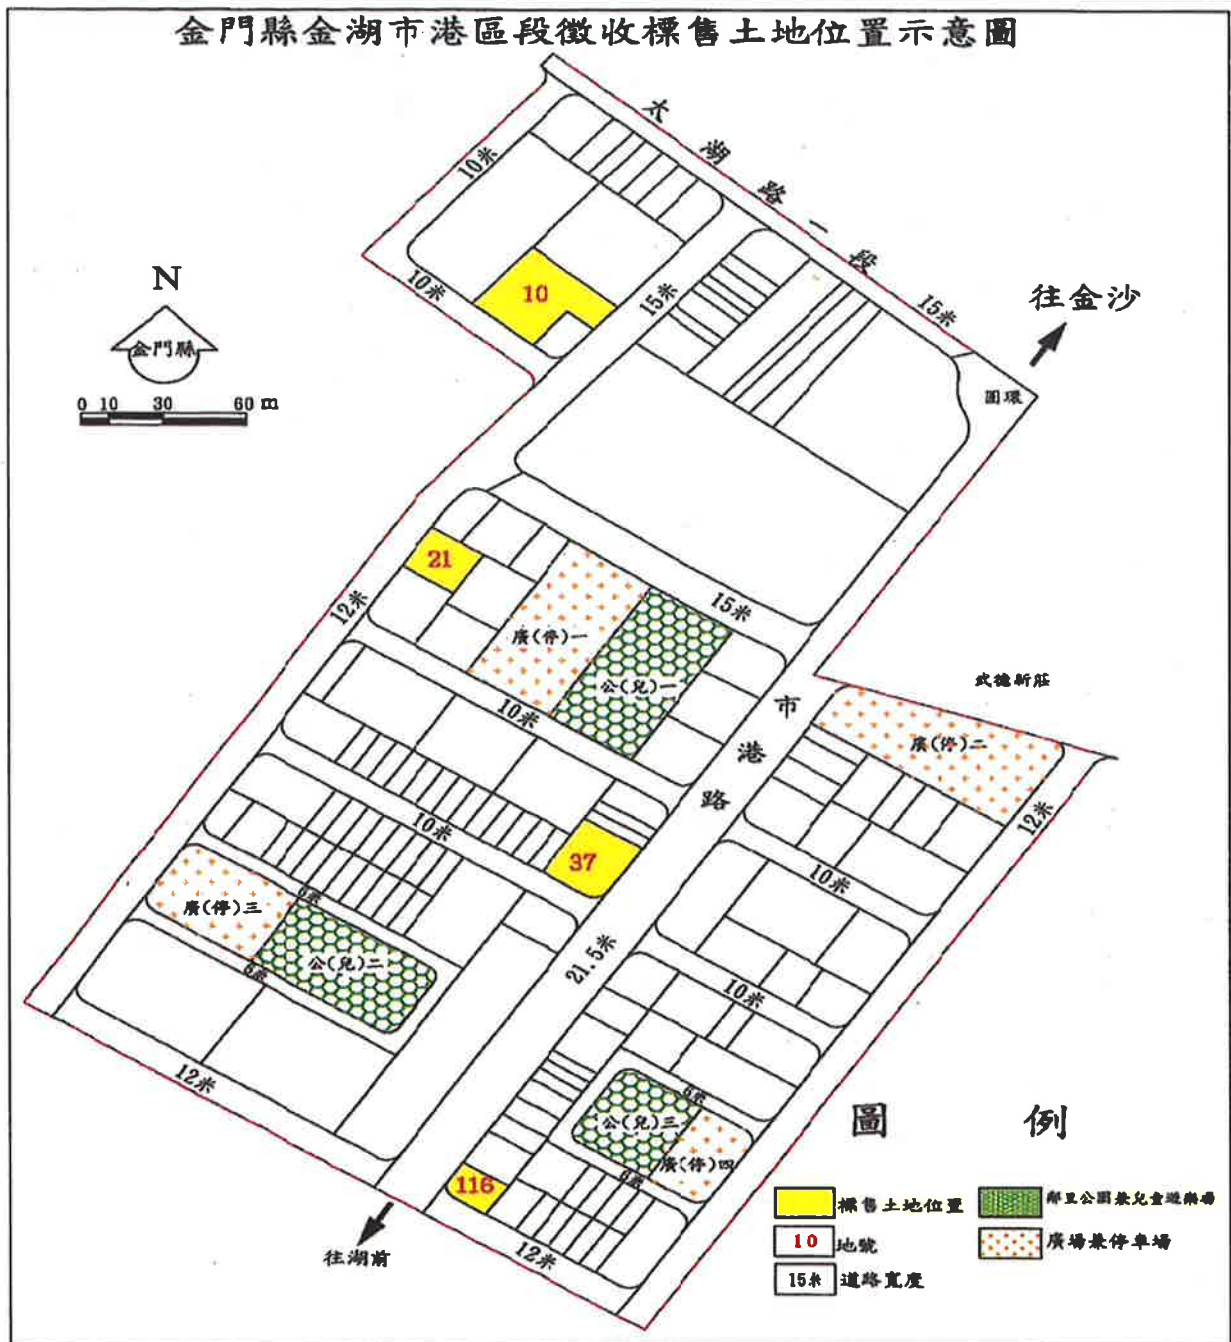 金門縣金湖市港區段徵收標售土地位置示意圖
太湖路一段
10米
10米
N
金門縣
0 10 30 60 m
10
15米
15米
往金沙
圓環
21
12米
15米
廣(停)一
公(兒)一
10米
武德新莊
市港路
廣(停)二
12米
10米
37
10米
6米
廣(停)三
公(兒)二
6米
21.5米
10米
12米
6米
公(兒)三
廣(停)四
6米
116
12米
往湖前
圖例
標售土地位置
鄰里公園兼兒童遊樂場
10 地號
廣場兼停車場
15米 道路寬度